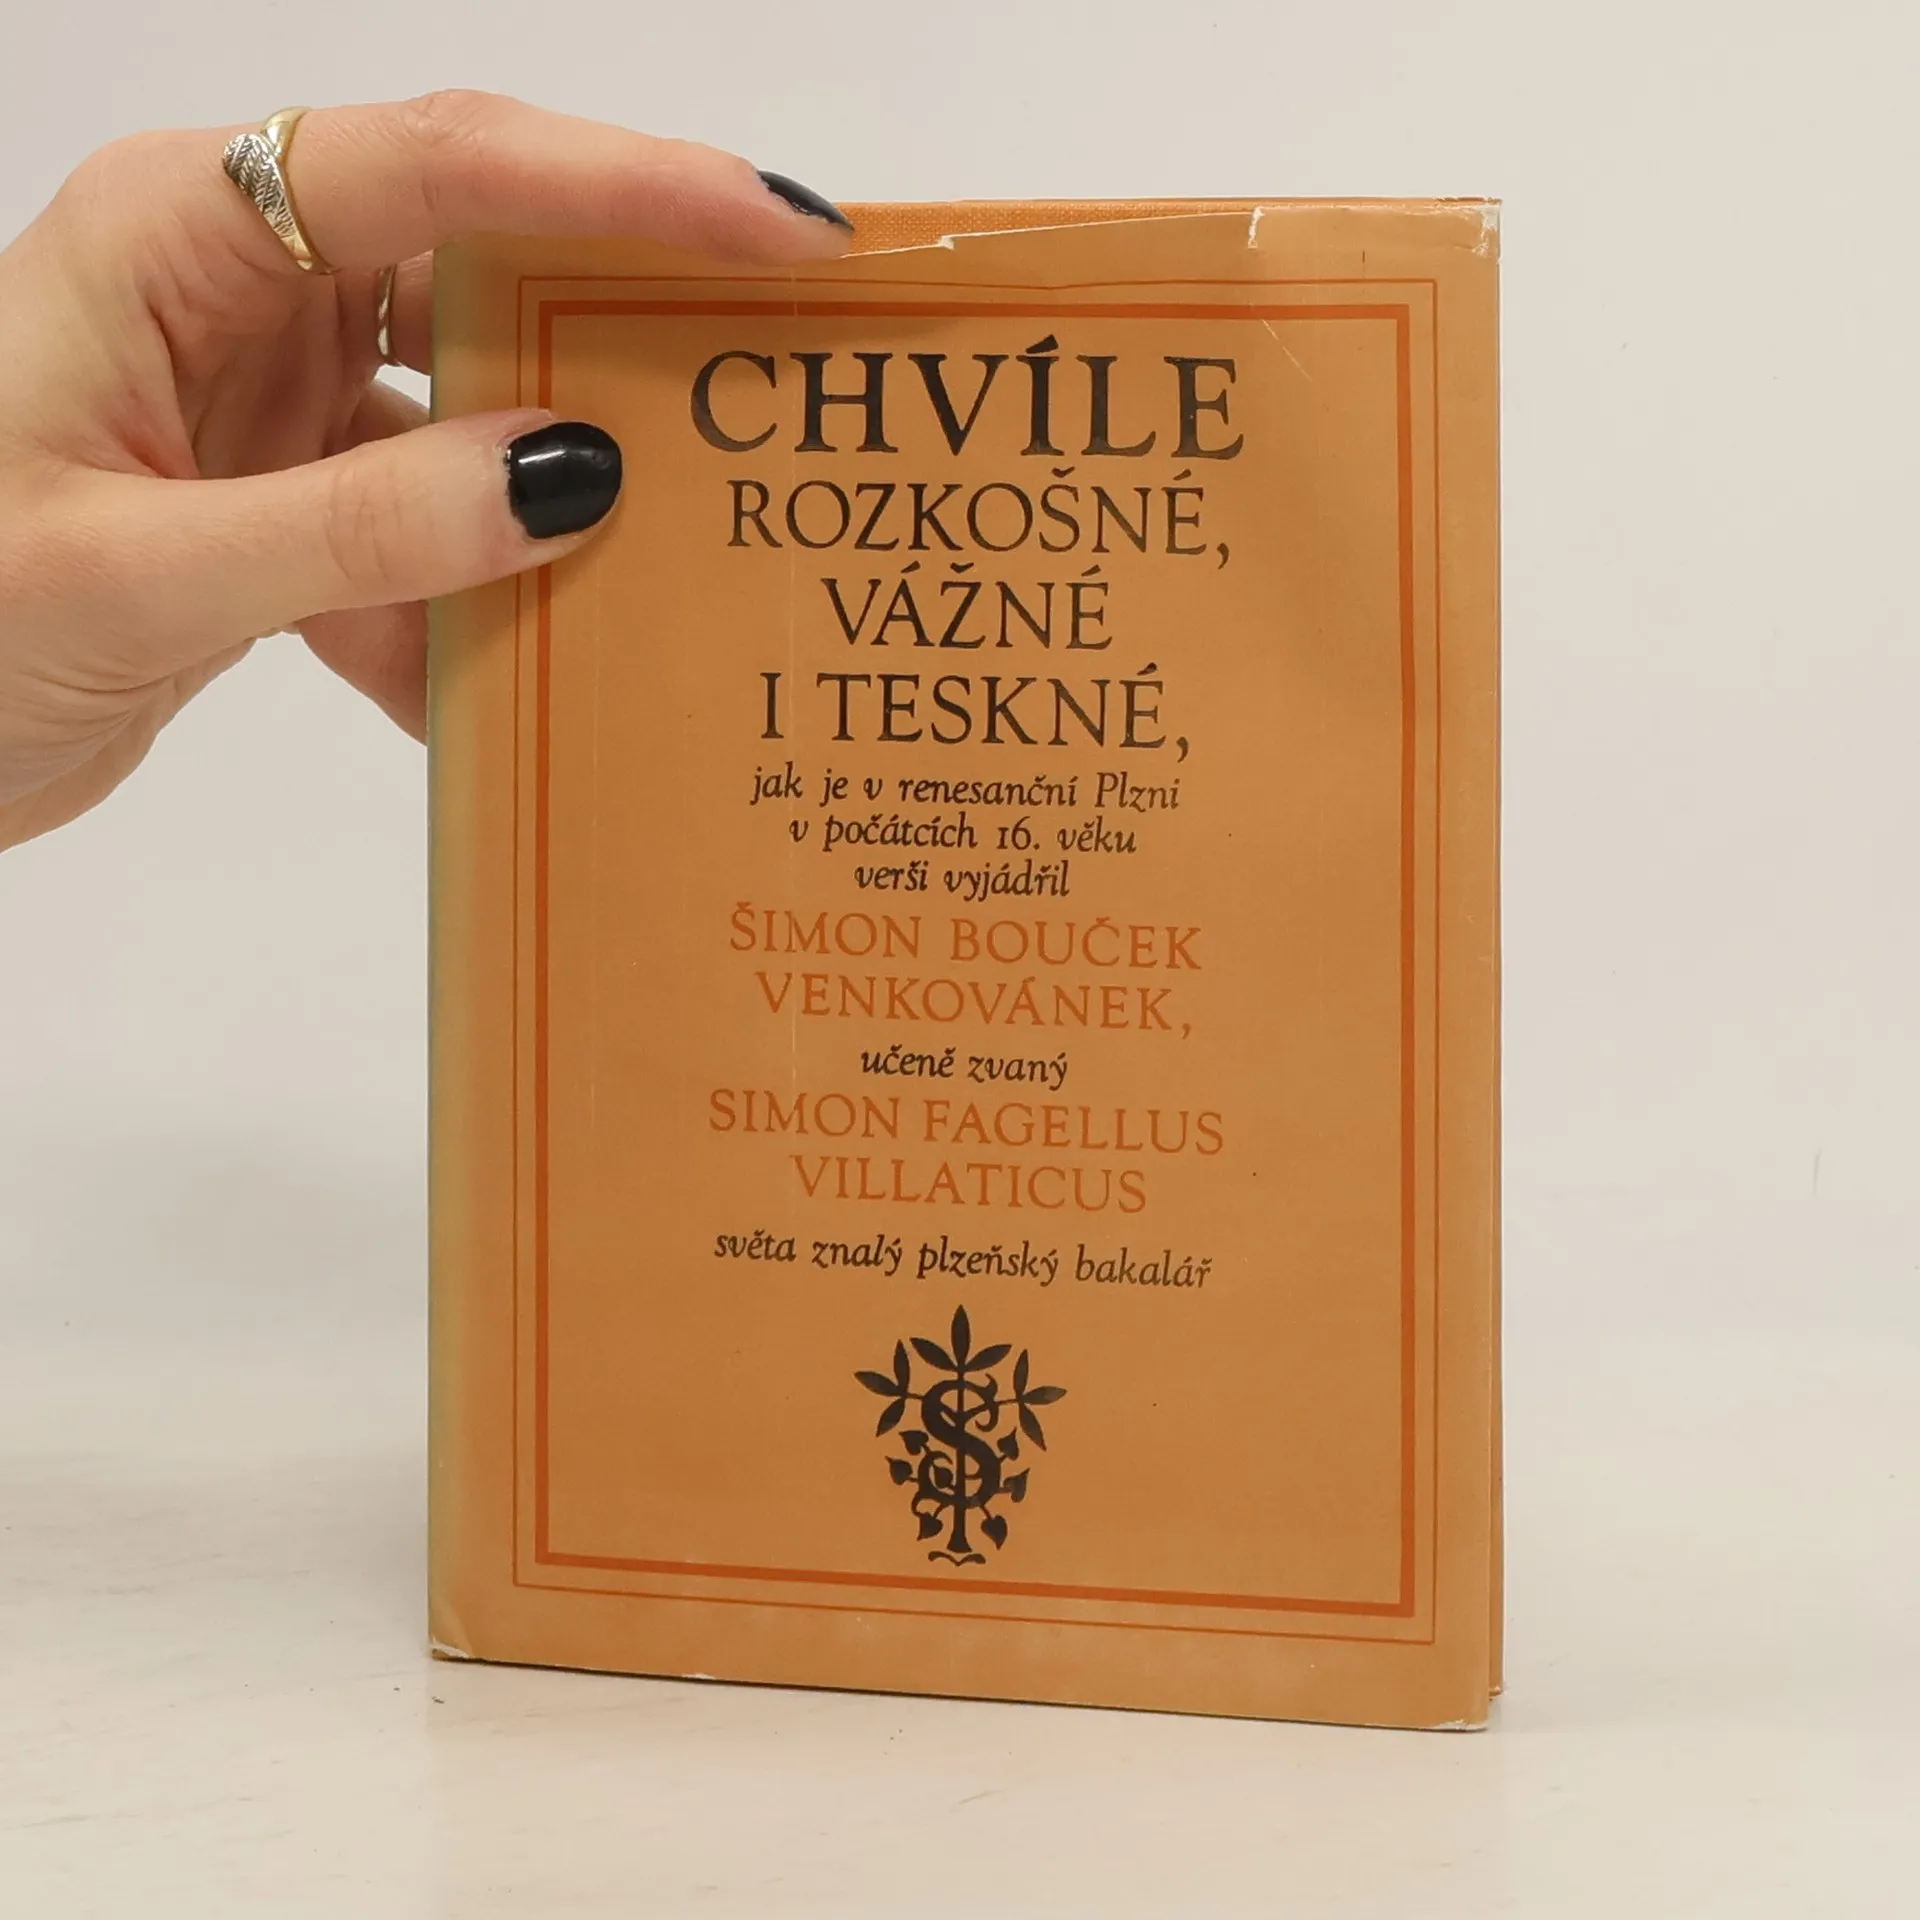 CHVÍLE
ROZKOŠNÉ,
VÁŽNÉ
I TESKNÉ,
jak je v renesanční Plzni
v počátcích 16. věku
verši vyjádřil
ŠIMON BOUČEK
VENKOVÁNEK,
učeně zvaný
SIMON FAGELLUS
VILLATICUS
světa znalý plzeňský bakalář